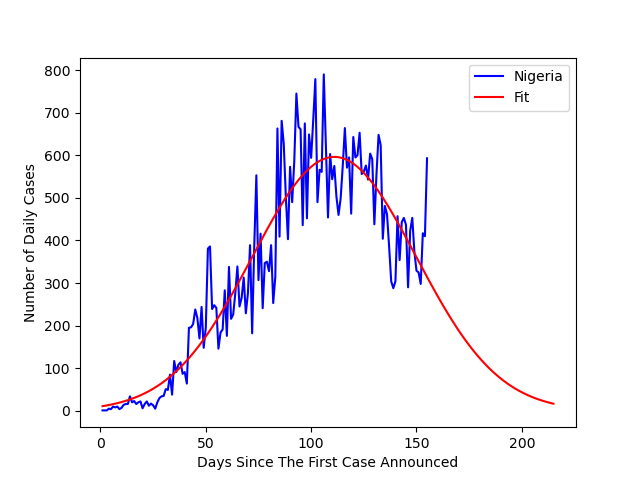 Nigeria
Fit
800
700
600
500
400
300
200
100
0
Number of Daily Cases
0 50 100 150 200
Days Since The First Case Announced